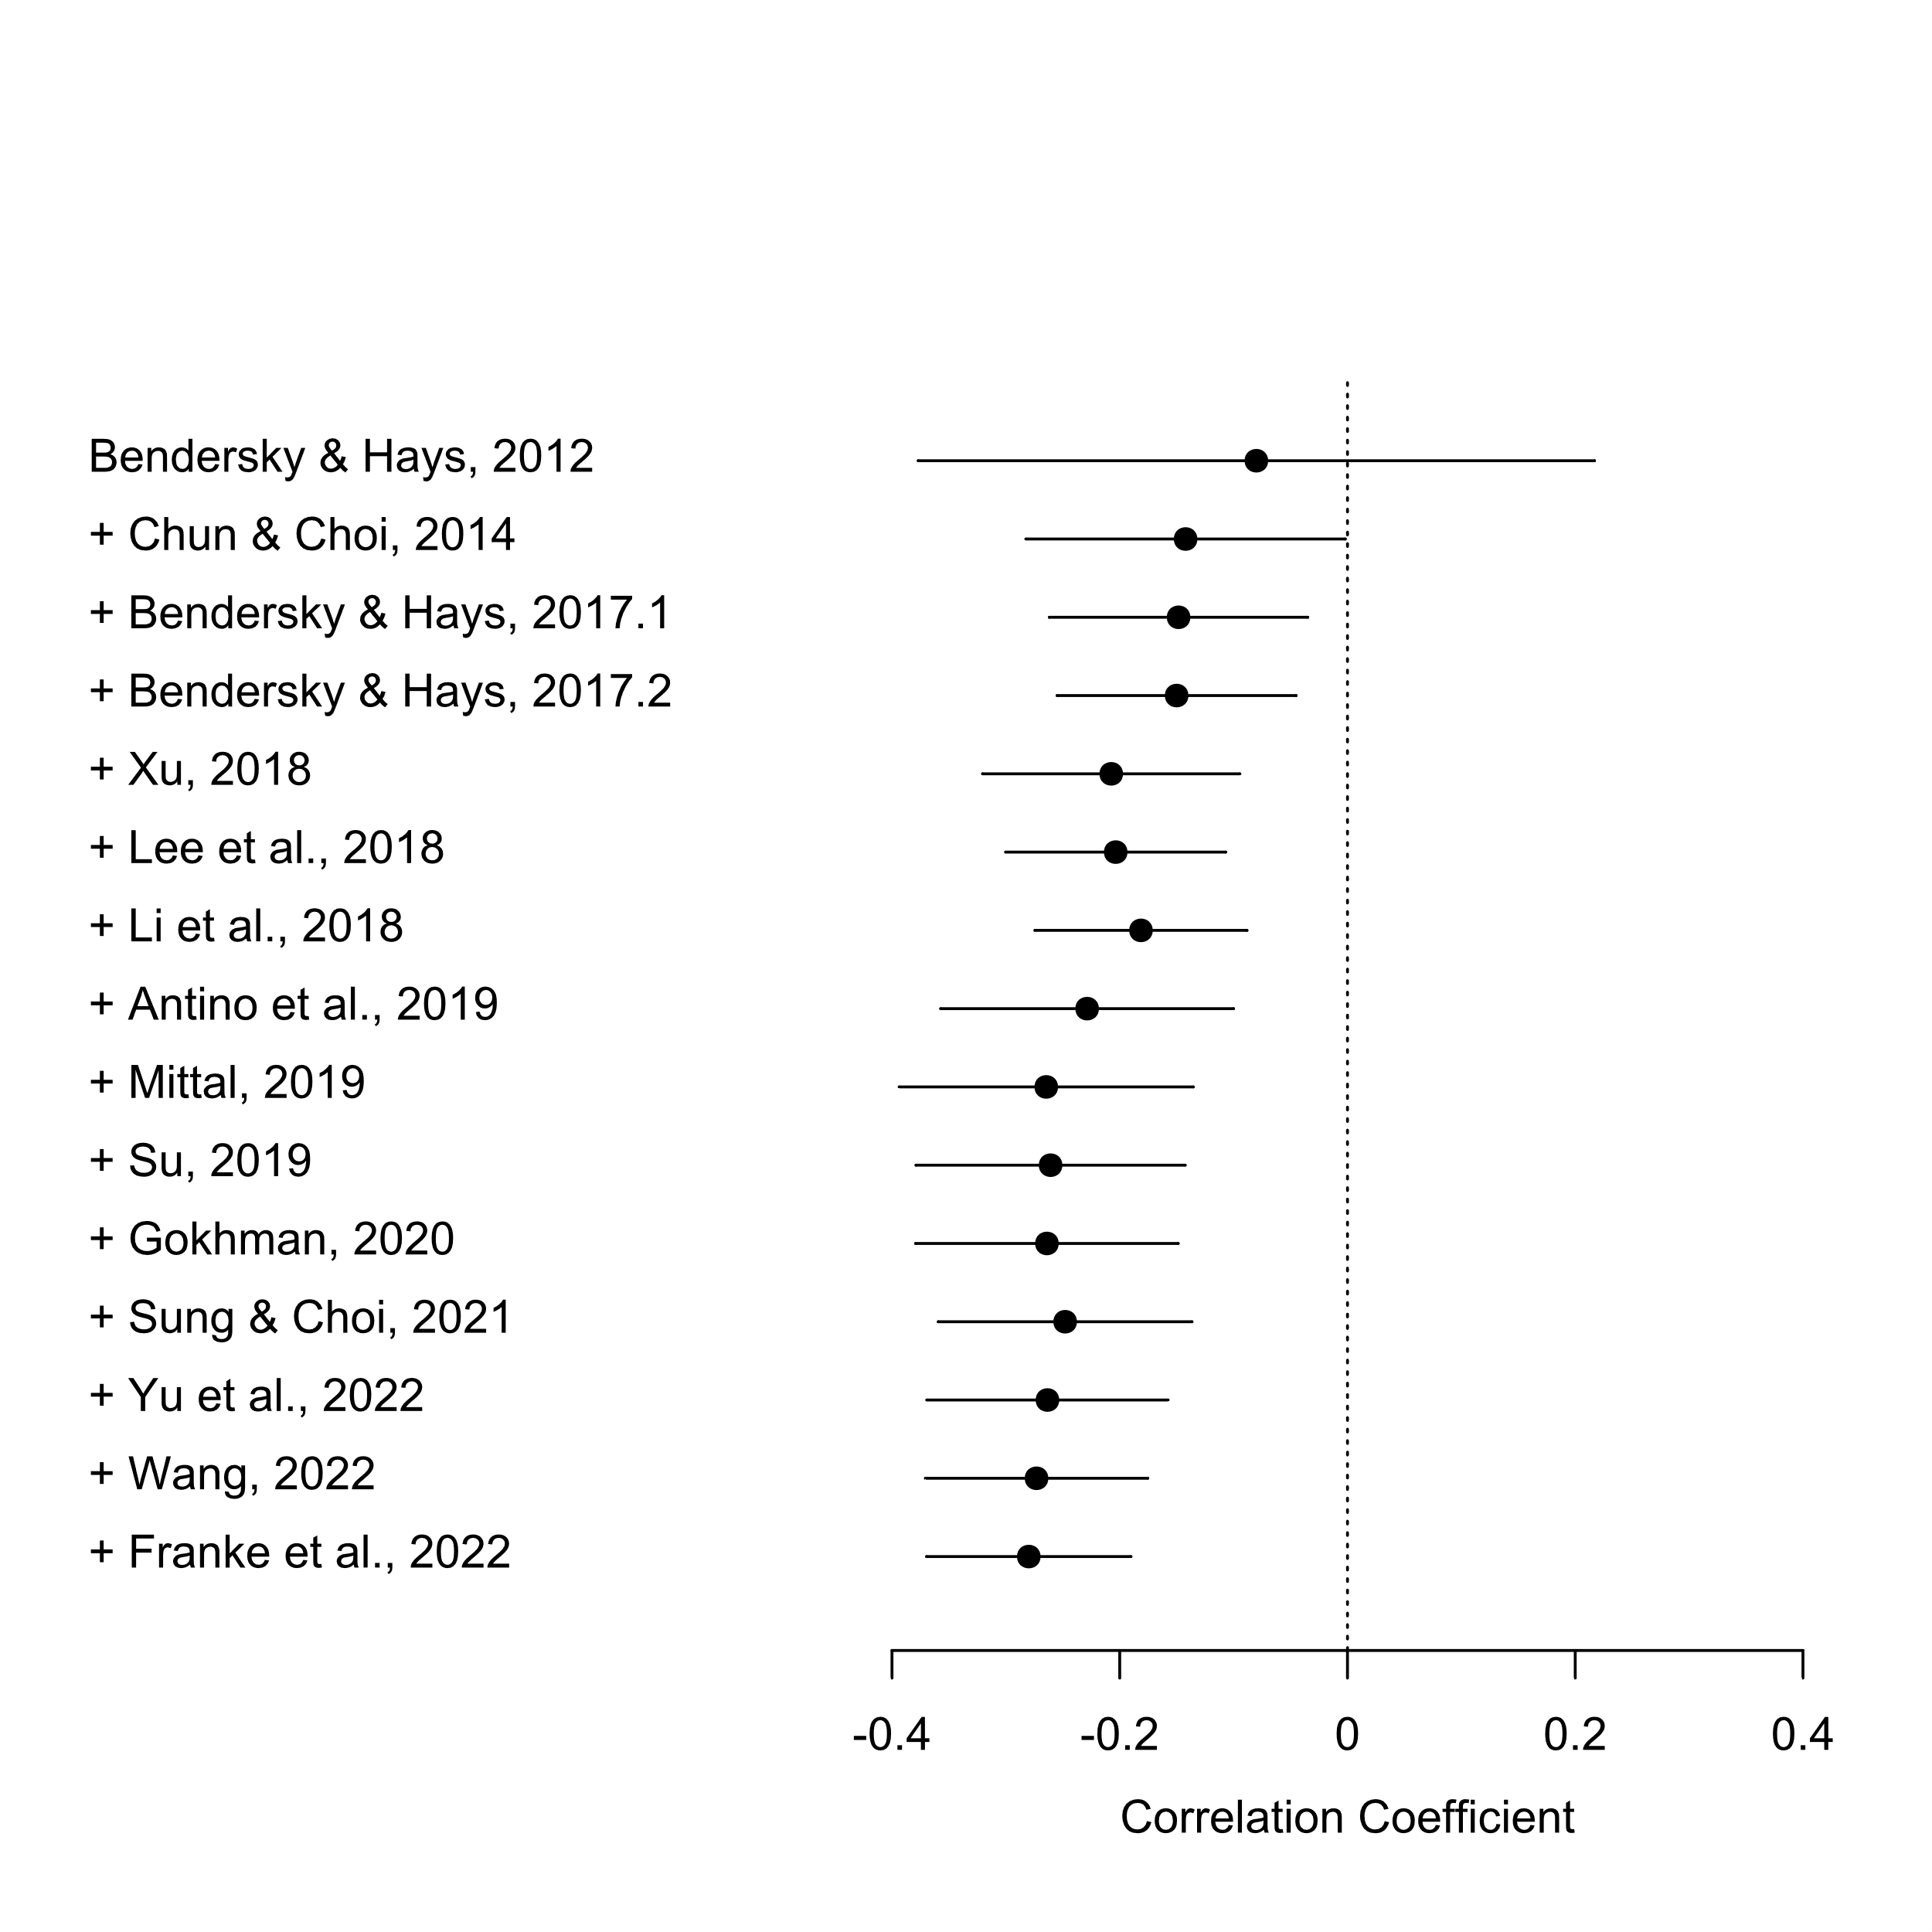 Bendersky & Hays, 2012
+ Chun & Choi, 2014
+ Bendersky & Hays, 2017.1
+ Bendersky & Hays, 2017.2
+ Xu, 2018
+ Lee et al., 2018
+ Li et al., 2018
+ Antino et al., 2019
+ Mittal, 2019
+ Su, 2019
+ Gokhman, 2020
+ Sung & Choi, 2021
+ Yu et al., 2022
+ Wang, 2022
+ Franke et al., 2022
-0.4 -0.2 0 0.2 0.4
Correlation Coefficient